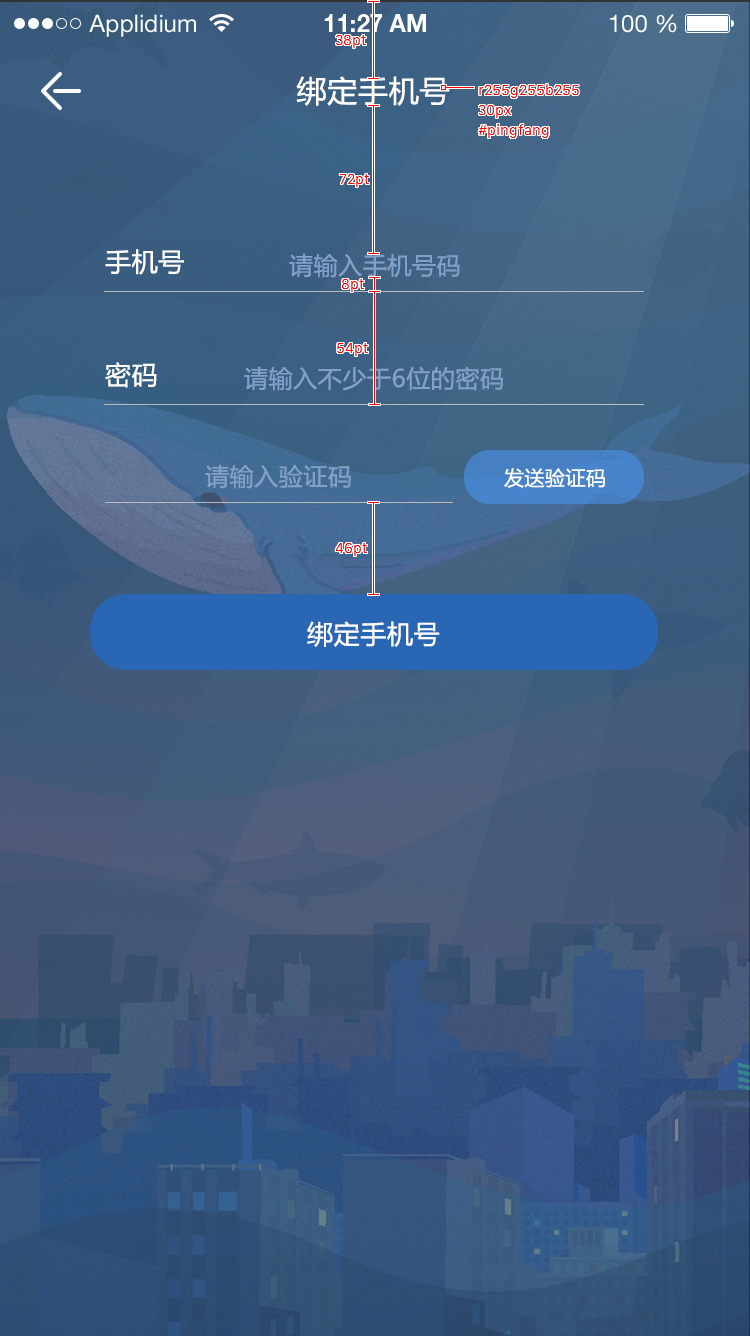 Applidium 11:27 AM 100 %
38pt
绑定手机号
r255g255b255
30px
#pingfang
72pt
手机号 请输入手机号码
8pt
54pt
密码 请输入不少于6位的密码
请输入验证码 发送验证码
46pt
绑定手机号